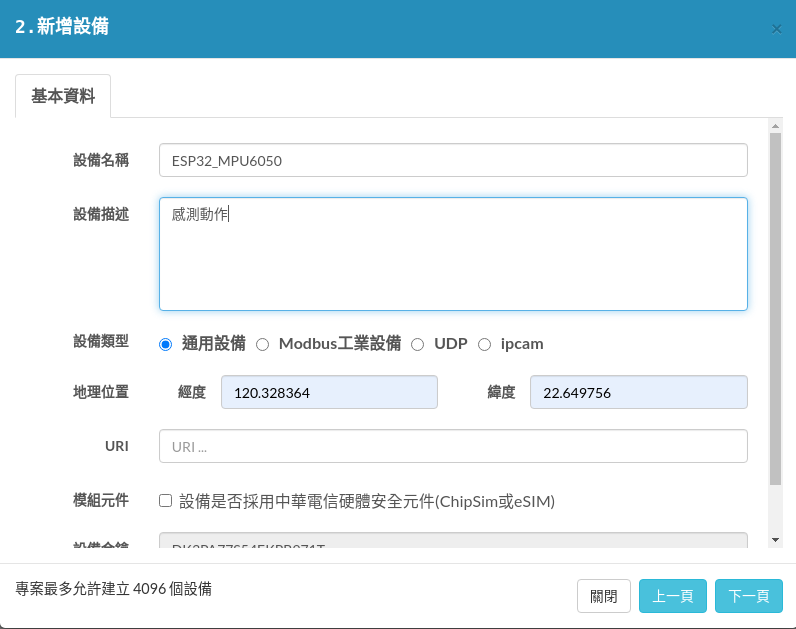 2.新增設備
×
基本資料
設備名稱 ESP32_MPU6050
設備描述 感測動作
設備類型 通用設備 Modbus工業設備 UDP ipcam
地理位置 經度 120.328364 緯度 22.649756
URI URI ...
模組元件 設備是否採用中華電信硬體安全元件(ChipSim或eSIM)
設備金鑰
專案最多允許建立 4096 個設備
關閉 上一頁 下一頁